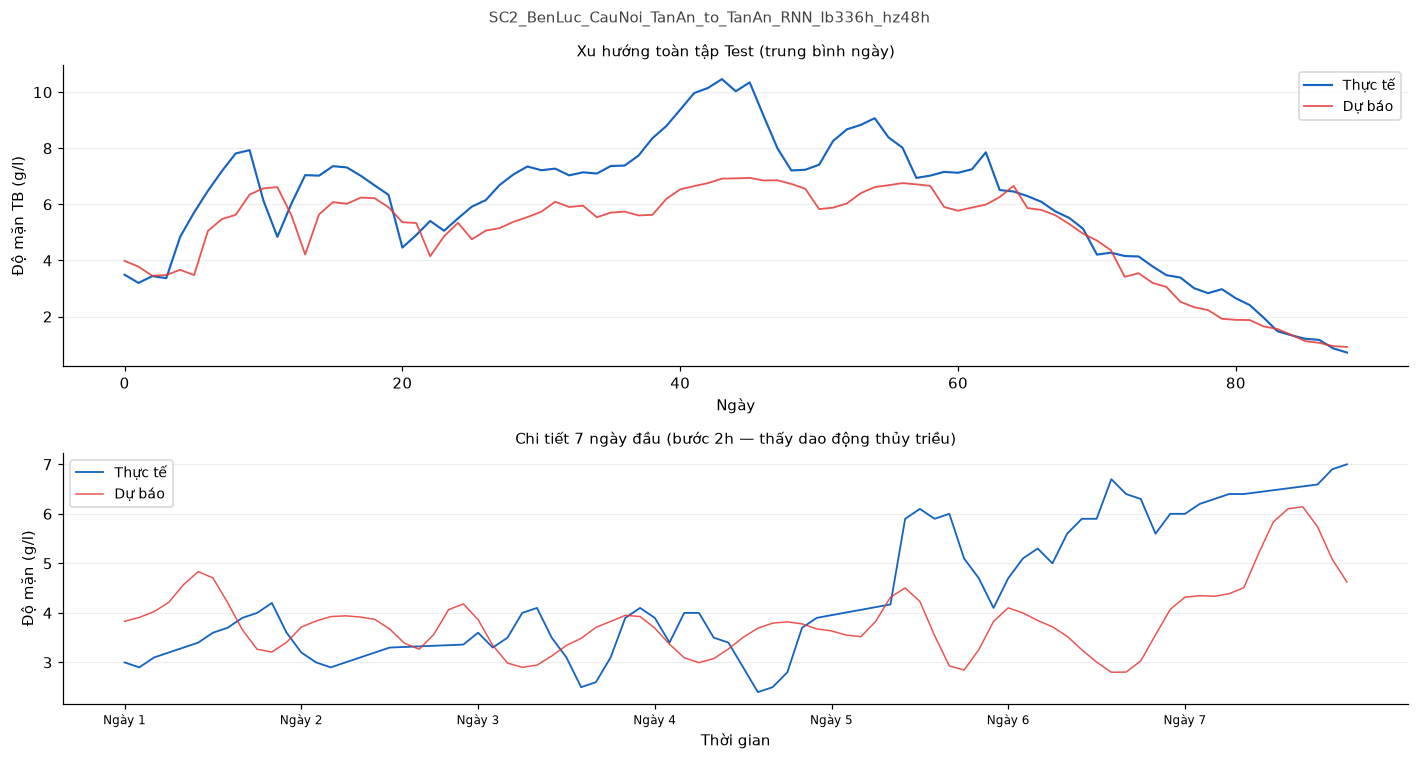 SC2_BenLuc_CauNoi_TanAn_to_TanAn_RNN_lb336h_hz48h
Xu hướng toàn tập Test (trung bình ngày)
Độ mặn TB (g/l)
10
8
6
4
2
Thực tế
Dự báo
0
20
40
60
80
Ngày
Chi tiết 7 ngày đầu (bước 2h — thấy dao động thủy triều)
Độ mặn (g/l)
7
6
5
4
3
Thực tế
Dự báo
Ngày 1
Ngày 2
Ngày 3
Ngày 4
Ngày 5
Ngày 6
Ngày 7
Thời gian